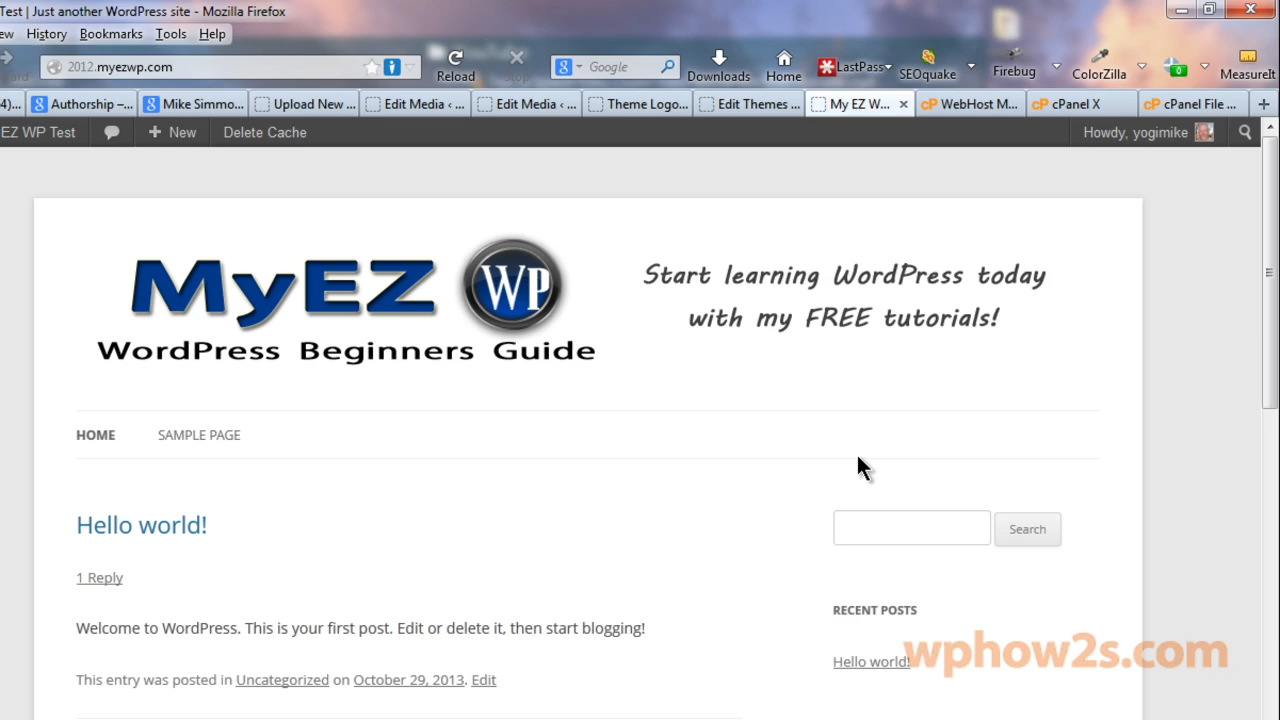 Test | Just another WordPress site - Mozilla Firefox
ew History Bookmarks Tools Help
2012.myezwp.com Reload Stop Google Downloads Home LastPass SEOquake Firebug ColorZilla 0 MeasureIt
4)... Authorship –... Mike Simmo... Upload New ... Edit Media ‹ ... Edit Media ‹ ... Theme Logo... Edit Themes ... My EZ W... WebHost M... cPanel X cPanel File ...
EZ WP Test + New Delete Cache Howdy, yogimike
MyEZ WP
WordPress Beginners Guide
Start learning WordPress today
with my FREE tutorials!
HOME SAMPLE PAGE
Hello world!
Search
1 Reply
RECENT POSTS
Welcome to WordPress. This is your first post. Edit or delete it, then start blogging!
Hello world!
wphow2s.com
This entry was posted in Uncategorized on October 29, 2013. Edit